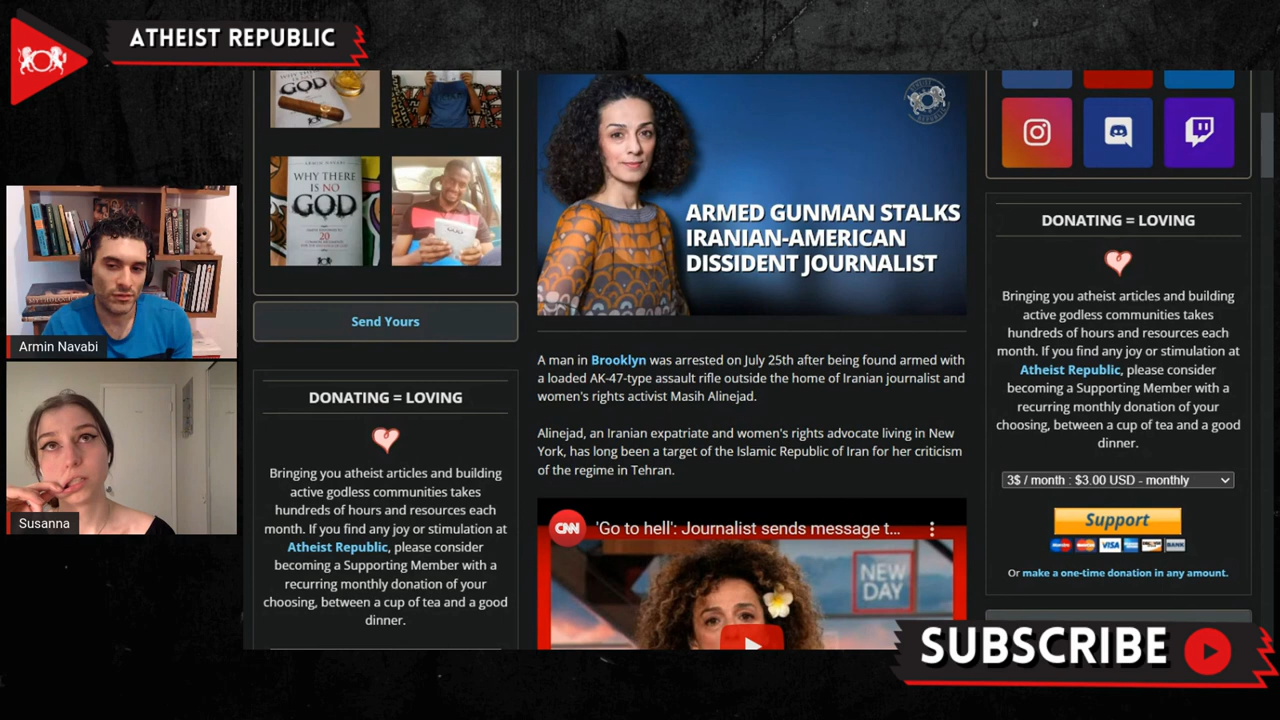 ATHEIST REPUBLIC
GOD
WHY THERE
IS NO
GOD
20
Send Yours
DONATING = LOVING
Bringing you atheist articles and building
active godless communities takes
hundreds of hours and resources each
month. If you find any joy or stimulation at
Atheist Republic, please consider
becoming a Supporting Member with a
recurring monthly donation of your
choosing, between a cup of tea and a good
dinner.
ARMED GUNMAN STALKS
IRANIAN-AMERICAN
DISSIDENT JOURNALIST
A man in Brooklyn was arrested on July 25th after being found armed with
a loaded AK-47-type assault rifle outside the home of Iranian journalist and
women's rights activist Masih Alinejad.
Alinejad, an Iranian expatriate and women's rights advocate living in New
York, has long been a target of the Islamic Republic of Iran for her criticism
of the regime in Tehran.
CNN
'Go to hell': Journalist sends message t...
NEW
DAY
DONATING = LOVING
Bringing you atheist articles and building
active godless communities takes
hundreds of hours and resources each
month. If you find any joy or stimulation at
Atheist Republic, please consider
becoming a Supporting Member with a
recurring monthly donation of your
choosing, between a cup of tea and a good
dinner.
3$ / month : $3.00 USD - monthly
Support
VISA
BANK
Or make a one-time donation in any amount.
Armin Navabi
Susanna
SUBSCRIBE